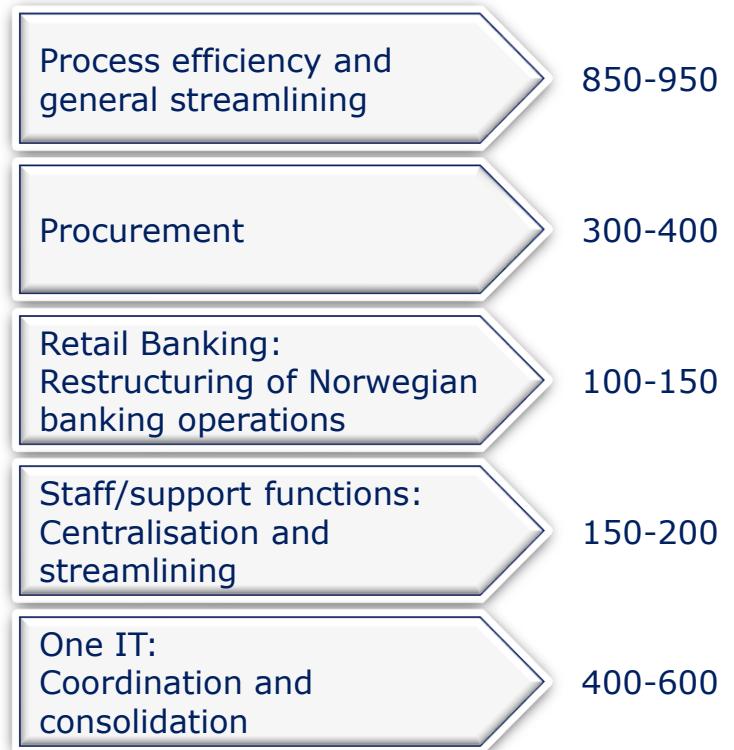 Process efficiency and
general streamlining
850-950
Procurement
300-400
Retail Banking:
Restructuring of Norwegian
banking operations
100-150
Staff/support functions:
Centralisation and
streamlining
150-200
One IT:
Coordination and
consolidation
400-600